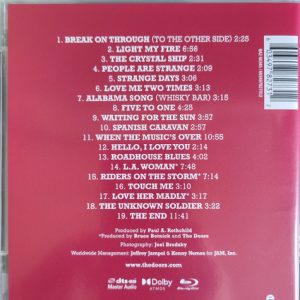 1. BREAK ON THROUGH (TO THE OTHER SIDE) 2:25
2. LIGHT MY FIRE 6:56
3. THE CRYSTAL SHIP 2:31
4. PEOPLE ARE STRANGE 2:09
5. STRANGE DAYS 3:06
6. LOVE ME TWO TIMES 3:13
7. ALABAMA SONG (WHISKY BAR) 3:15
8. FIVE TO ONE 4:25
9. WAITING FOR THE SUN 3:57
10. SPANISH CARAVAN 2:57
11. WHEN THE MUSIC'S OVER 10:55
12. HELLO, I LOVE YOU 2:14
13. ROADHOUSE BLUES 4:02
14. L.A. WOMAN* 7:48
15. RIDERS ON THE STORM* 7:14
16. TOUCH ME 3:10
17. LOVE HER MADLY* 3:17
18. THE UNKNOWN SOLDIER 3:22
19. THE END 11:41
Produced by Paul A. Rothchild
*Produced by Bruce Botnick and The Doors
Photography: Joel Brodsky
Worldwide Management: Jeffrey Jampol & Kenny Nemes for JAM, Inc.
thedoors.com
dts-HD
Master Audio
Dolby
ATMOS
Blu-ray